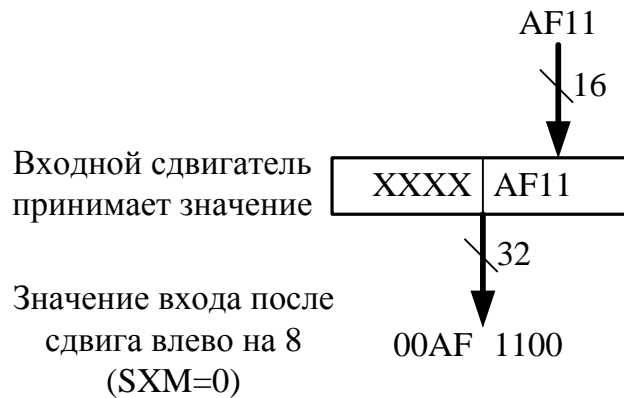 AF11
16
Входной сдвигатель
принимает значение
XXXX AF11
32
Значение входа после
сдвига влево на 8
(SXM=0)
00AF 1100